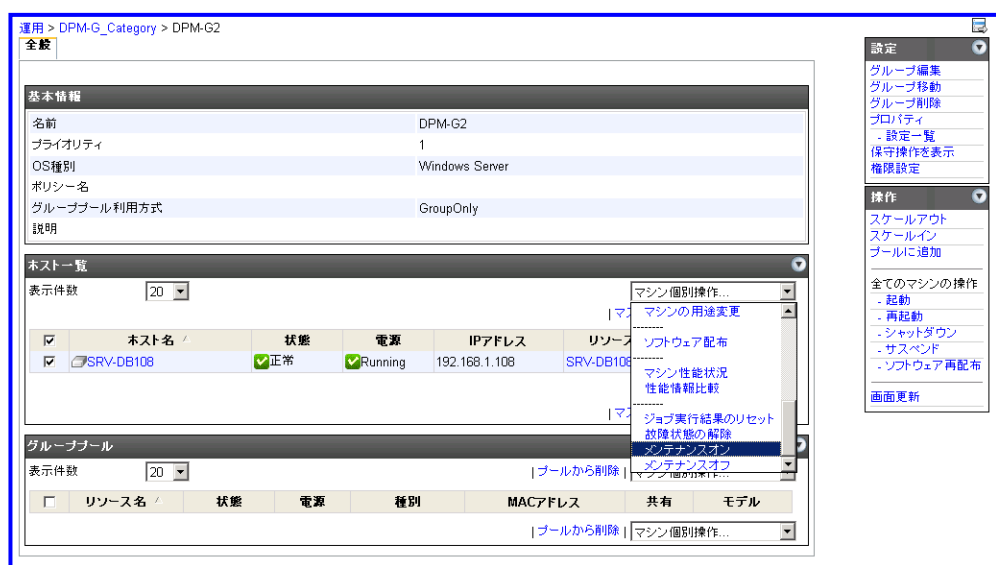 運用 > DPM-G_Category > DPM-G2
全般
基本情報
名前 DPM-G2
プライオリティ 1
OS種別 Windows Server
ポリシー名
グループプール利用方式 GroupOnly
説明
ホスト一覧
表示件数 20 マシン個別操作...
ホスト名 状態 電源 IPアドレス リソース
SRV-DB108 正常 Running 192.168.1.108 SRV-DB108
マシンの用途変更
--------
ソフトウェア配布
--------
マシン性能状況
性能情報比較
--------
ジョブ実行結果のリセット
故障状態の解除
メンテナンスオン
メンテナンスオフ
グループプール
表示件数 20 | プールから削除 |
リソース名 状態 電源 種別 MACアドレス 共有 モデル
| プールから削除 | マシン個別操作...
設定
グループ編集
グループ移動
グループ削除
プロパティ
- 設定一覧
保守操作を表示
権限設定
操作
スケールアウト
スケールイン
プールに追加
全てのマシンの操作
- 起動
- 再起動
- シャットダウン
- サスペンド
- ソフトウェア再配布
画面更新